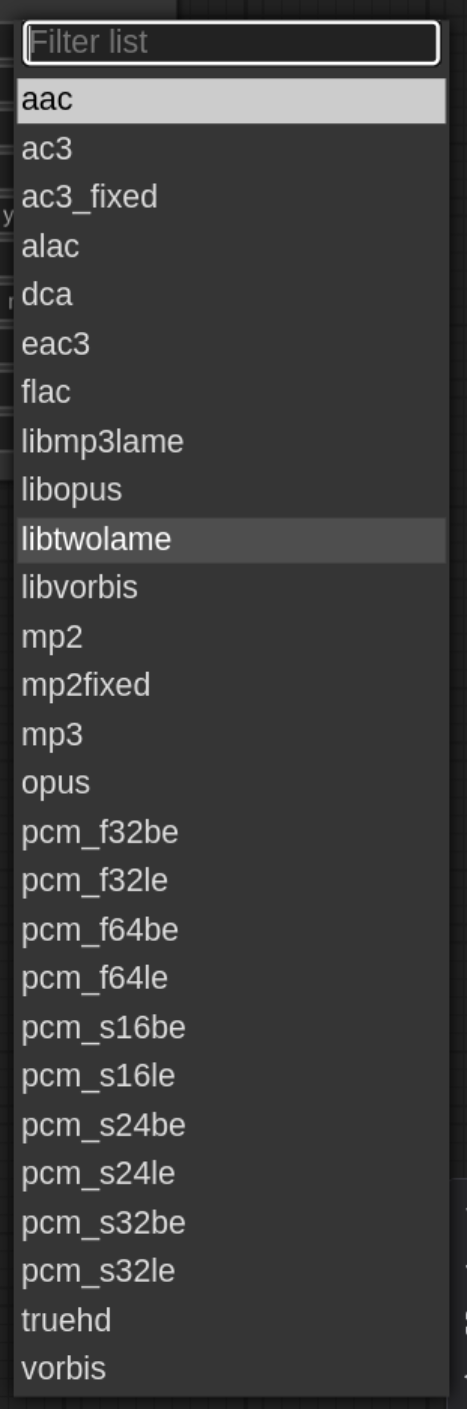 Filter list
aac
ac3
ac3_fixed
alac
dca
eac3
flac
libmp3lame
libopus
libtwolame
libvorbis
mp2
mp2fixed
mp3
opus
pcm_f32be
pcm_f32le
pcm_f64be
pcm_f64le
pcm_s16be
pcm_s16le
pcm_s24be
pcm_s24le
pcm_s32be
pcm_s32le
truehd
vorbis